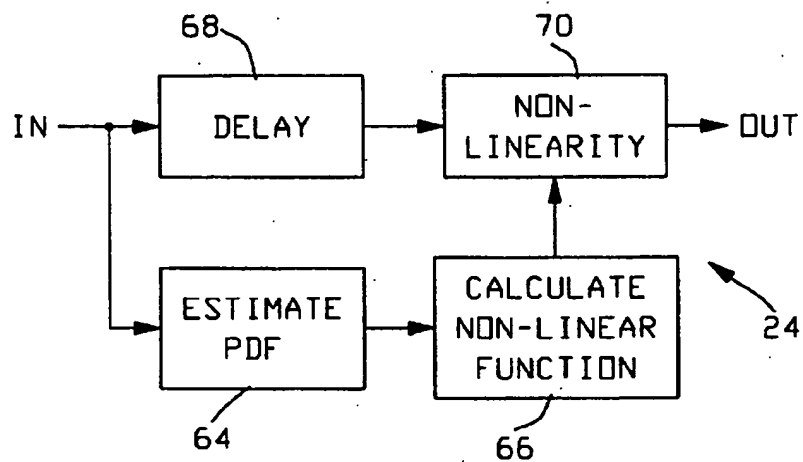 68
70
IN
DELAY
NON-
LINEARITY
OUT
ESTIMATE
PDF
CALCULATE
NON-LINEAR
FUNCTION
24
64
66